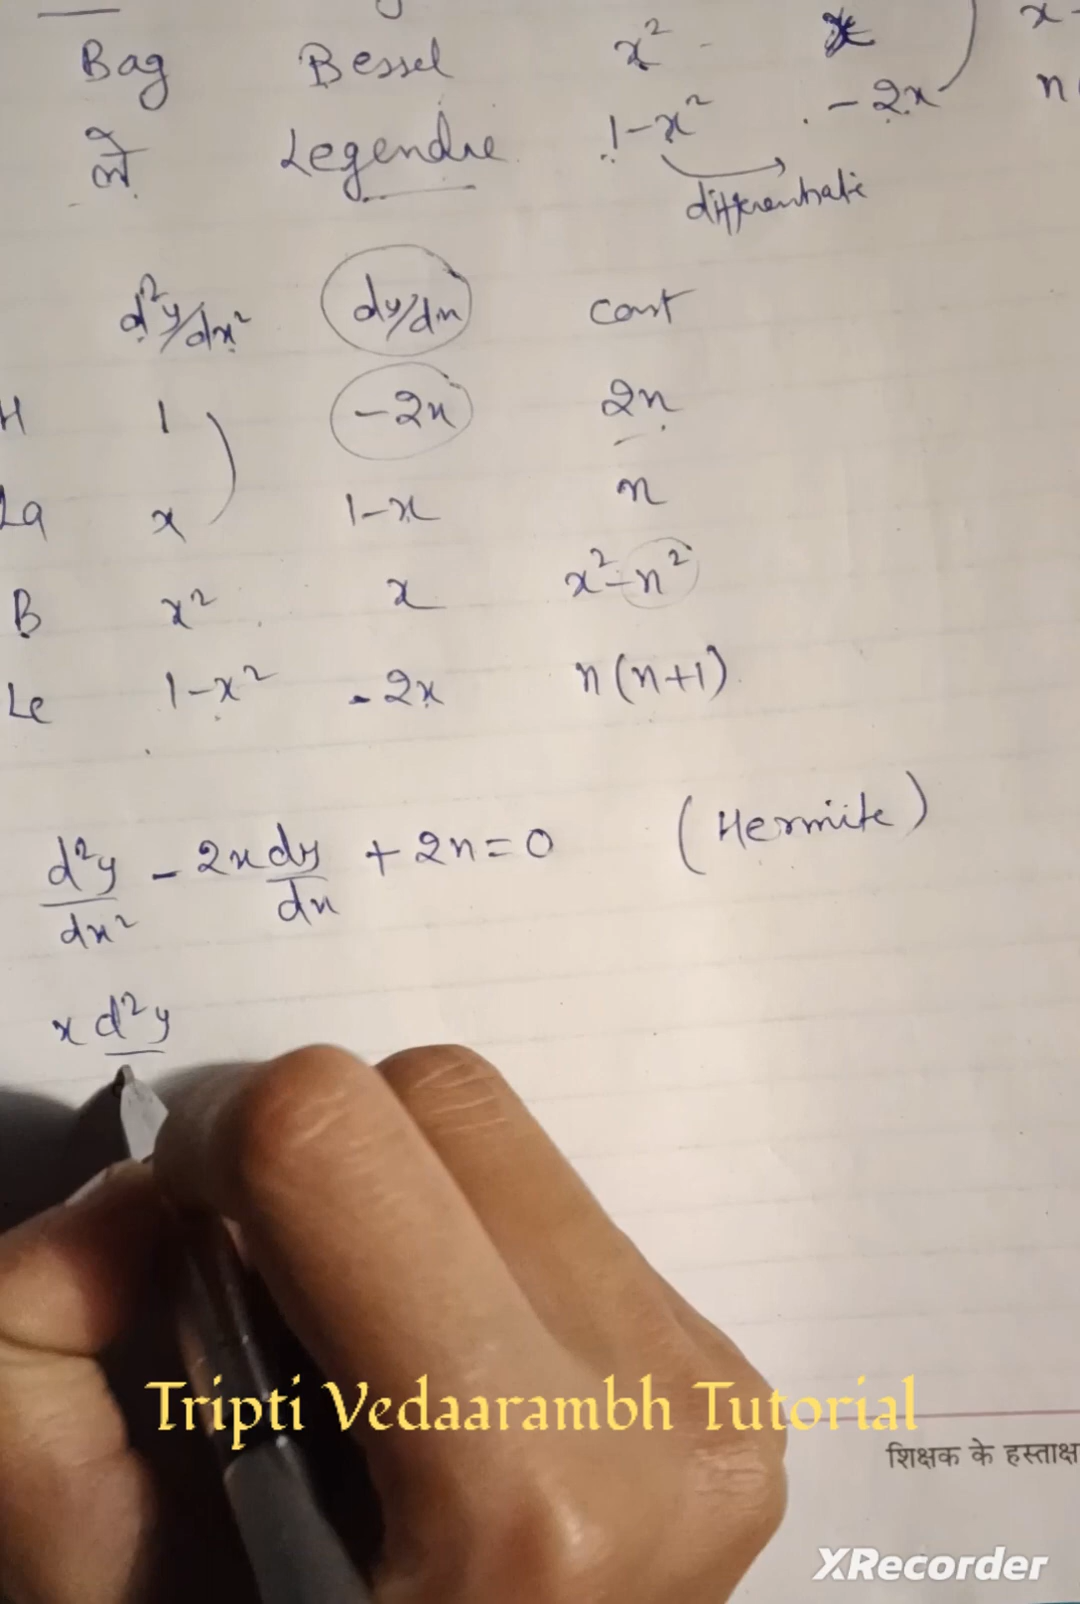 Bag Bessel x² - x x
ले Legendre 1-x² -2x n(
differentiate
d²y/dx² dy/dx const
H 1 -2x 2n
La x 1-x n
B x² x x²-n²
Le 1-x² -2x n(n+1)
d²y/dx² - 2x dy/dx + 2n = 0 (Hermite)
x d²y
Tripti Vedaarambh Tutorial
शिक्षक के हस्ताक्ष
XRecorder